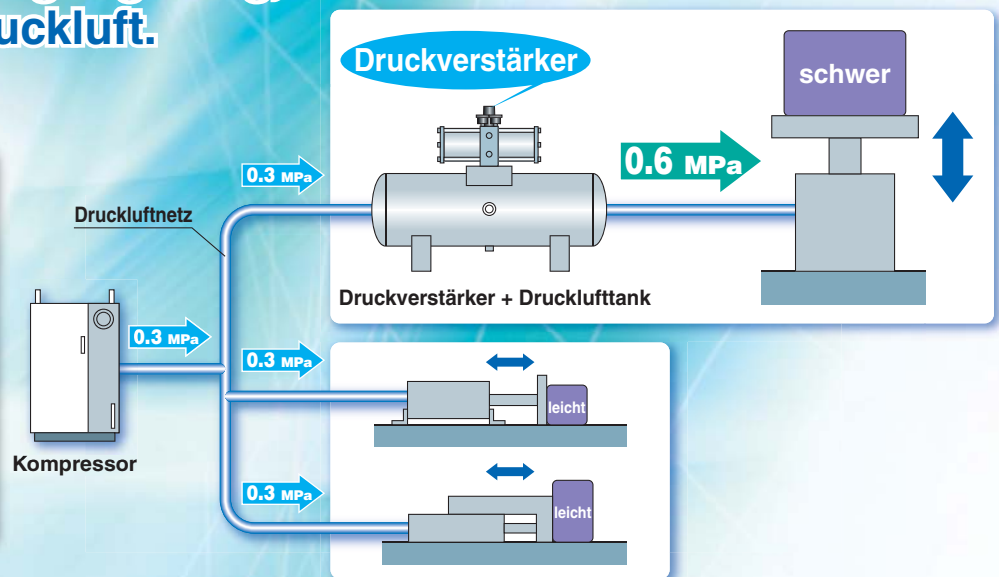 uckluft.
Druckverstärker
schwer
0.3 MPa
0.6 MPa
Druckluftnetz
Druckverstärker + Drucklufttank
0.3 MPa
0.3 MPa
leicht
Kompressor
0.3 MPa
leicht